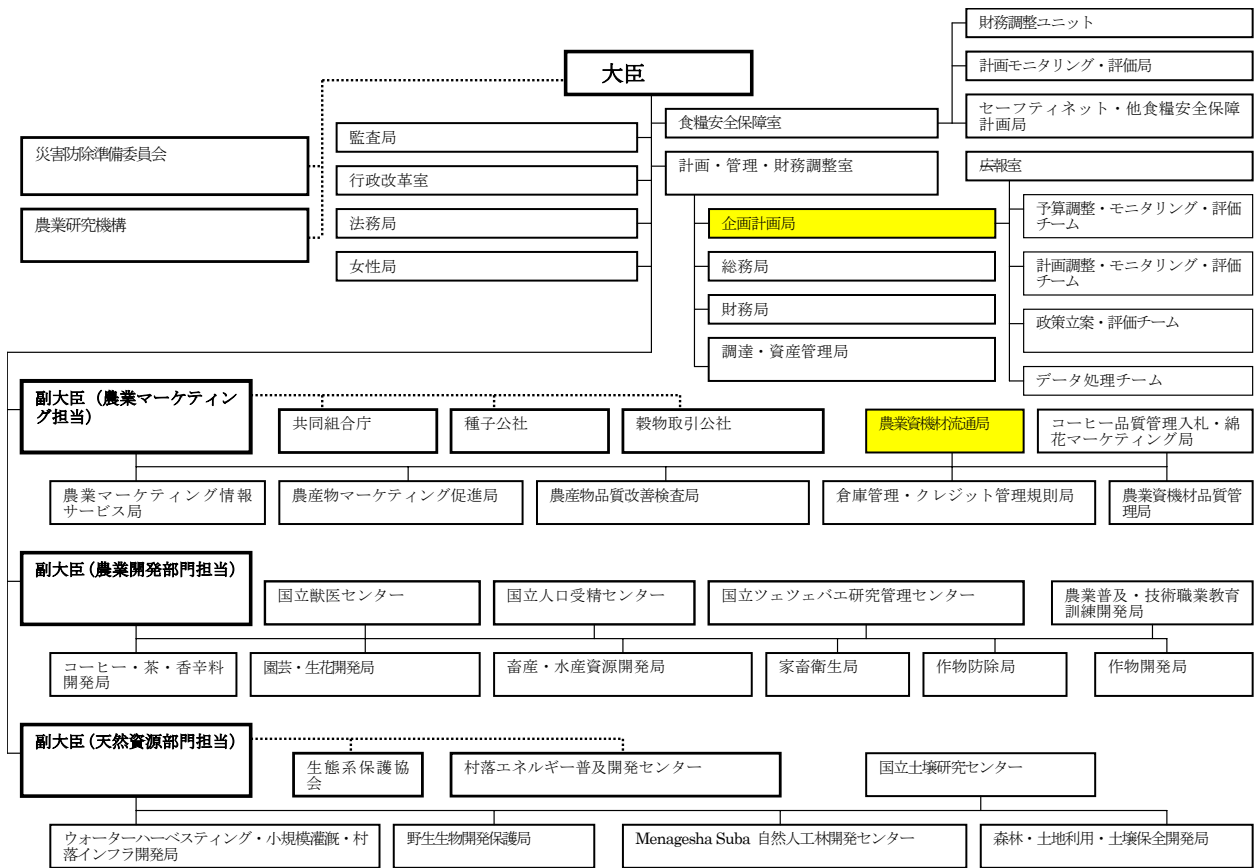 大臣
災害防除準備委員会
農業研究機構
監査局
行政改革室
法務局
女性局
食糧安全保障室
計画・管理・財務調整室
企画計画局
総務局
財務局
調達・資産管理局
財務調整ユニット
計画モニタリング・評価局
セーフティネット・他食糧安全保障
計画局
広報室
予算調整・モニタリング・評価
チーム
計画調整・モニタリング・評価
チーム
政策立案・評価チーム
データ処理チーム
副大臣（農業マーケティン
グ担当）
共同組合庁
種子公社
穀物取引公社
農業資機材流通局
コーヒー品質管理入札・綿
花マーケティング局
農業マーケティング情報
サービス局
農産物マーケティング促進局
農産物品質改善検査局
倉庫管理・クレジット管理規則局
農業資機材品質管
理局
副大臣（農業開発部門担当）
国立獣医センター
国立人口受精センター
国立ツェツェバエ研究管理センター
農業普及・技術職業教育
訓練開発局
コーヒー・茶・香辛料
開発局
園芸・生花開発局
畜産・水産資源開発局
家畜衛生局
作物防除局
作物開発局
副大臣（天然資源部門担当）
生態系保護協
会
村落エネルギー普及開発センター
国立土壌研究センター
ウォーターハーベスティング・小規模灌漑・村
落インフラ開発局
野生生物開発保護局
Menagesha Suba 自然人工林開発センター
森林・土地利用・土壌保全開発局